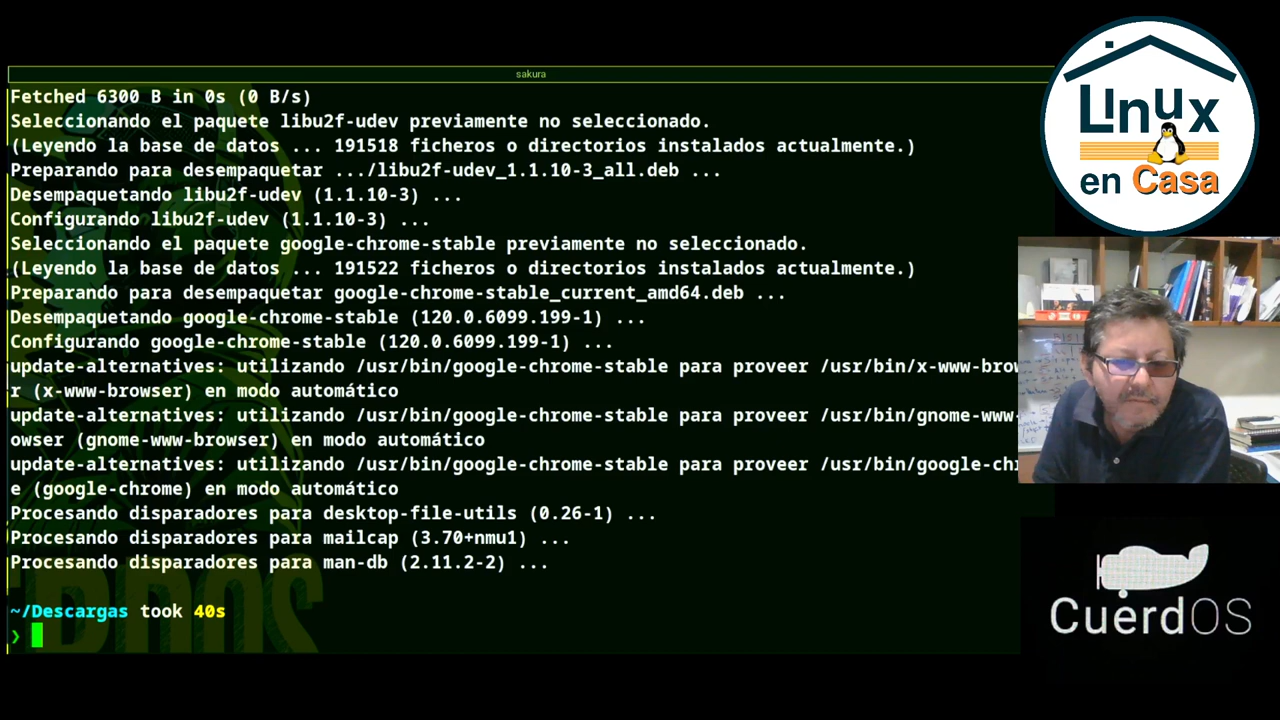 sakura
Fetched 6300 B in 0s (0 B/s)
Seleccionando el paquete libu2f-udev previamente no seleccionado.
(Leyendo la base de datos ... 191518 ficheros o directorios instalados actualmente.)
Preparando para desempaquetar .../libu2f-udev_1.1.10-3_all.deb ...
Desempaquetando libu2f-udev (1.1.10-3) ...
Configurando libu2f-udev (1.1.10-3) ...
Seleccionando el paquete google-chrome-stable previamente no seleccionado.
(Leyendo la base de datos ... 191522 ficheros o directorios instalados actualmente.)
Preparando para desempaquetar google-chrome-stable_current_amd64.deb ...
Desempaquetando google-chrome-stable (120.0.6099.199-1) ...
Configurando google-chrome-stable (120.0.6099.199-1) ...
update-alternatives: utilizando /usr/bin/google-chrome-stable para proveer /usr/bin/x-www-brow
r (x-www-browser) en modo automático
update-alternatives: utilizando /usr/bin/google-chrome-stable para proveer /usr/bin/gnome-www-
owser (gnome-www-browser) en modo automático
update-alternatives: utilizando /usr/bin/google-chrome-stable para proveer /usr/bin/google-ch
e (google-chrome) en modo automático
Procesando disparadores para desktop-file-utils (0.26-1) ...
Procesando disparadores para mailcap (3.70+nmu1) ...
Procesando disparadores para man-db (2.11.2-2) ...
~/Descargas took 40s
❯
Linux
en Casa
CuerdOS